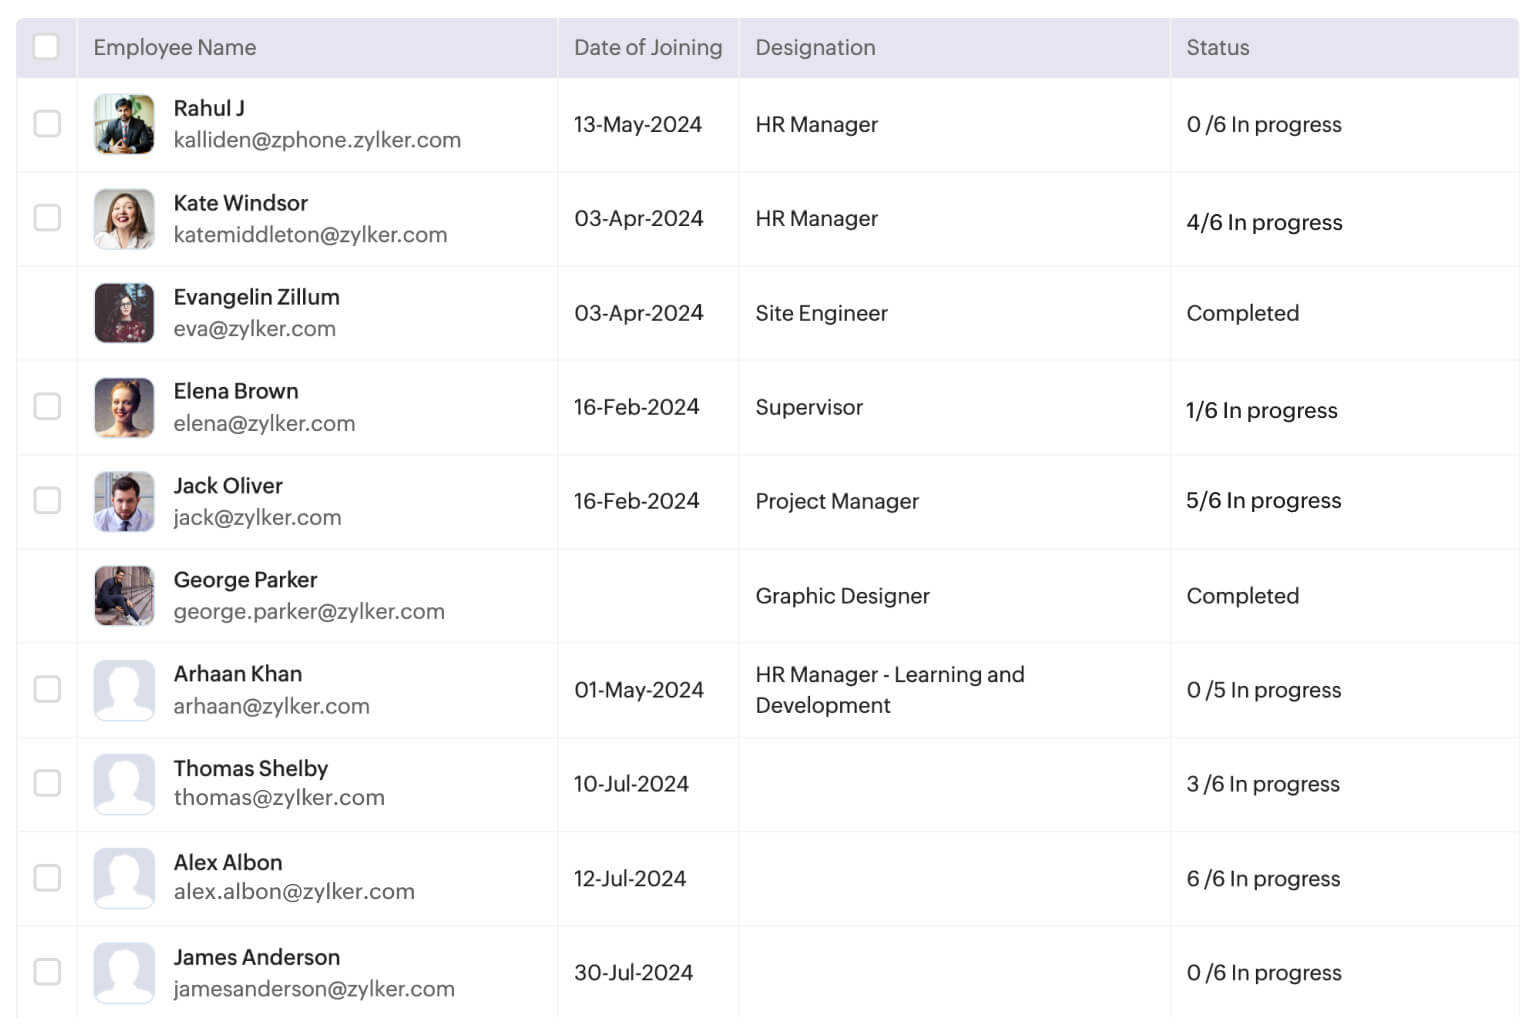 Employee Name Date of Joining Designation Status
Rahul J
kalliden@zphone.zylker.com
13-May-2024 HR Manager 0 /6 In progress
Kate Windsor
katemiddleton@zylker.com
03-Apr-2024 HR Manager 4/6 In progress
Evangelin Zillum
eva@zylker.com
03-Apr-2024 Site Engineer Completed
Elena Brown
elena@zylker.com
16-Feb-2024 Supervisor 1/6 In progress
Jack Oliver
jack@zylker.com
16-Feb-2024 Project Manager 5/6 In progress
George Parker
george.parker@zylker.com
Graphic Designer Completed
Arhaan Khan
arhaan@zylker.com
01-May-2024 HR Manager - Learning and
Development
0 /5 In progress
Thomas Shelby
thomas@zylker.com
10-Jul-2024 3 /6 In progress
Alex Albon
alex.albon@zylker.com
12-Jul-2024 6 /6 In progress
James Anderson
jamesanderson@zylker.com
30-Jul-2024 0 /6 In progress